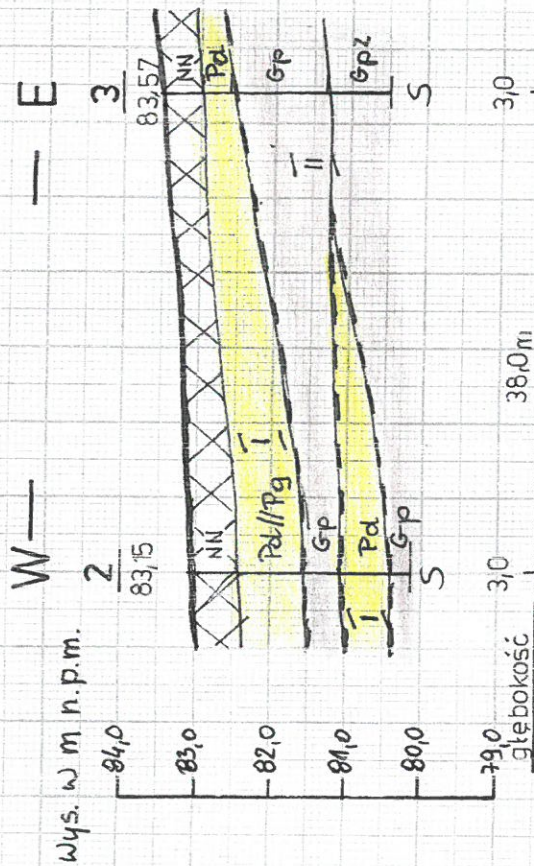 W — — E
2 3
83,15 83,57
wys. w m n.p.m.
84,0
83,0
82,0
81,0
80,0
79,0
NN NN
Pd//Pg Pd
I
Gp Gp
II
I Pd
Gp Gpz
S S
głębokość 3,0 38,0m 3,0